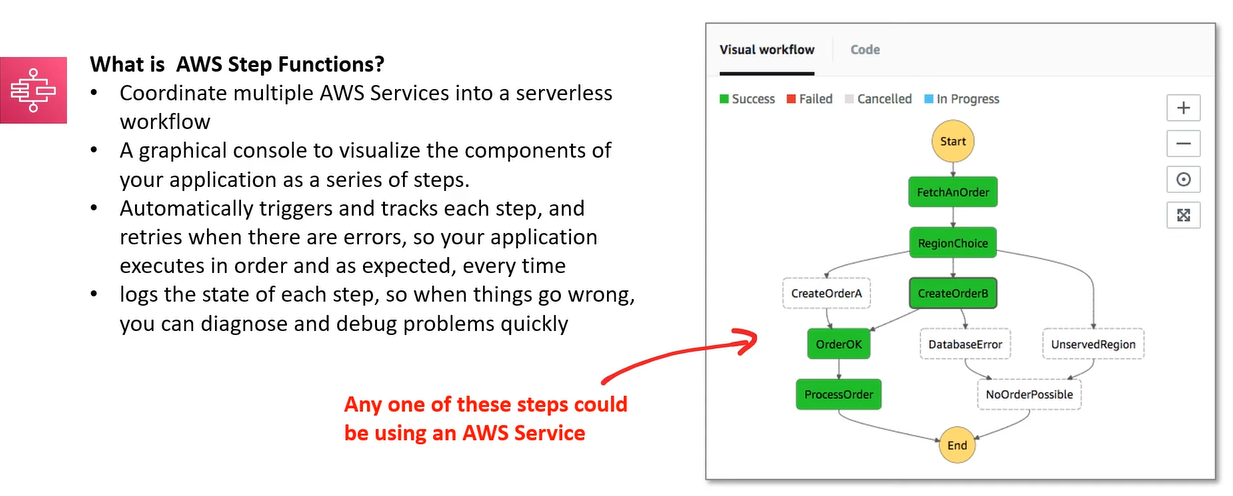 What is  AWS Step Functions?
• Coordinate multiple AWS Services into a serverless
workflow
• A graphical console to visualize the components of
your application as a series of steps.
• Automatically triggers and tracks each step, and
retries when there are errors, so your application
executes in order and as expected, every time
• logs the state of each step, so when things go wrong,
you can diagnose and debug problems quickly
Any one of these steps could
be using an AWS Service
Visual workflow Code
Success Failed Cancelled In Progress
Start
FetchAnOrder
RegionChoice
CreateOrderA CreateOrderB
OrderOK DatabaseError UnservedRegion
ProcessOrder NoOrderPossible
End